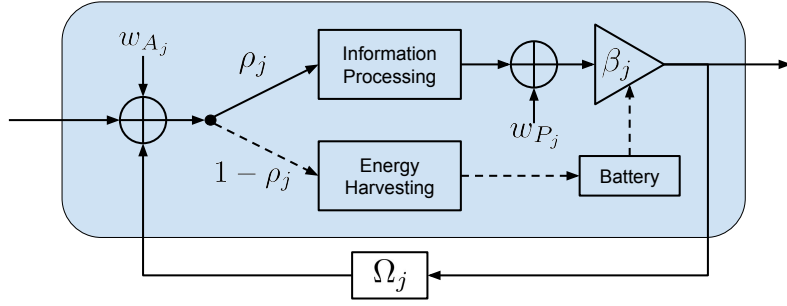 w_{A_j}
ρ_j
Information
Processing
β_j
w_{P_j}
1 − ρ_j
Energy
Harvesting
Battery
Ω_j